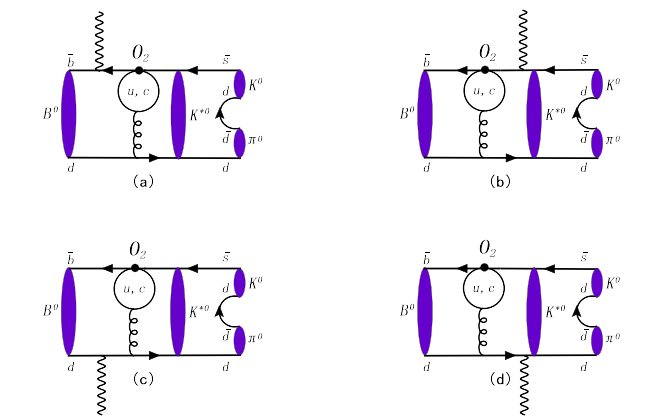 O₂ O₂
b̄ s̄ b̄ s̄
u, c d K⁰ u, c d K⁰
B⁰ K*⁰ B⁰ K*⁰
d̄ π⁰ d̄ π⁰
d d d d
(a) (b)
O₂ O₂
b̄ s̄ b̄ s̄
u, c d K⁰ u, c d K⁰
B⁰ K*⁰ B⁰ K*⁰
d̄ π⁰ d̄ π⁰
d d d d
(c) (d)